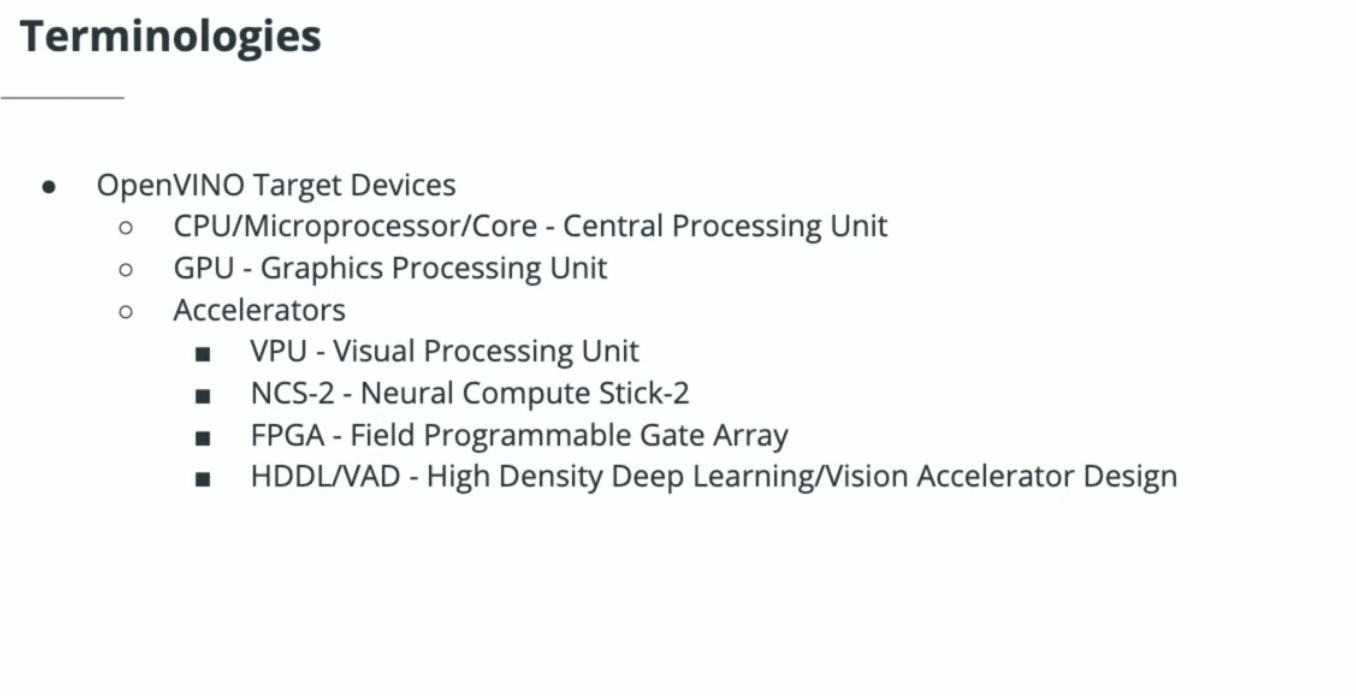 Terminologies
● OpenVINO Target Devices
○ CPU/Microprocessor/Core - Central Processing Unit
○ GPU - Graphics Processing Unit
○ Accelerators
■ VPU - Visual Processing Unit
■ NCS-2 - Neural Compute Stick-2
■ FPGA - Field Programmable Gate Array
■ HDDL/VAD - High Density Deep Learning/Vision Accelerator Design